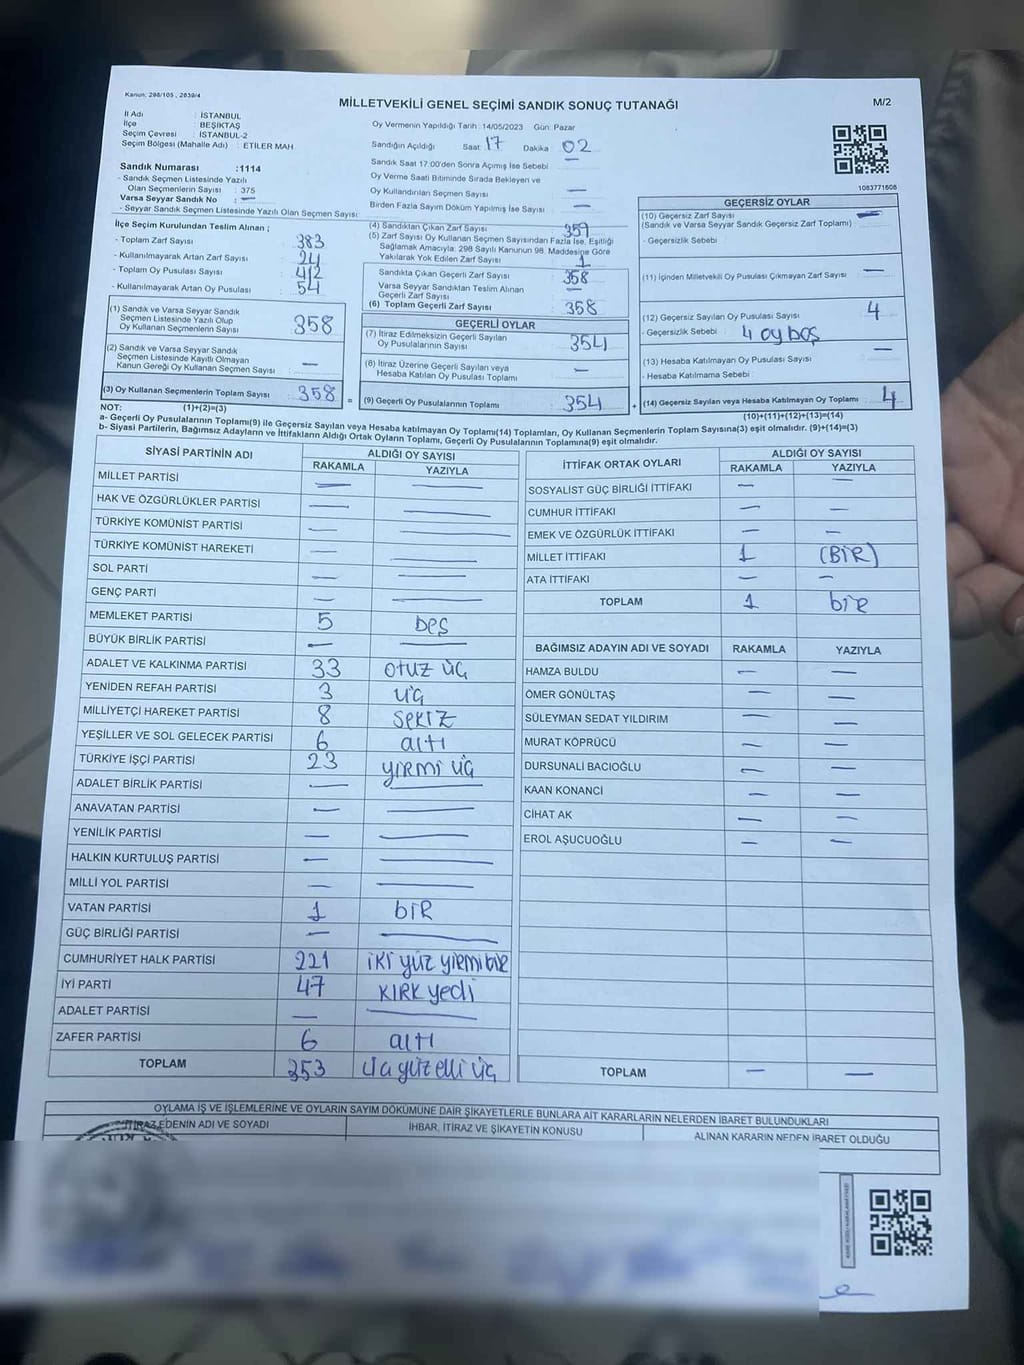 Kanun: 298/105 , 2839/4
MİLLETVEKİLİ GENEL SEÇİMİ SANDIK SONUÇ TUTANAĞI
M/2
İl Adı : İSTANBUL
İlçe : BEŞİKTAŞ
Seçim Çevresi : İSTANBUL-2
Seçim Bölgesi (Mahalle Adı) : ETİLER MAH
Sandık Numarası :1114
- Sandık Seçmen Listesinde Yazılı
Olan Seçmenlerin Sayısı : 375
Varsa Seyyar Sandık No : —
- Seyyar Sandık Seçmen Listesinde Yazılı Olan Seçmen Sayısı:
Oy Vermenin Yapıldığı Tarih :14/05/2023 Gün: Pazar
Sandığın Açıldığı Saat 17 Dakika 02
Sandık Saat 17:00'den Sonra Açımış İse Sebebi —
Oy Verme Saati Bitiminde Sırada Bekleyen ve
Oy Kullandırılan Seçmen Sayısı —
Birden Fazla Sayım Döküm Yapılmış İse Sayısı —
1083771608
İlçe Seçim Kurulundan Teslim Alınan ;
- Toplam Zarf Sayısı : 383
- Kullanılmayarak Artan Zarf Sayısı : 24
- Toplam Oy Pusulası Sayısı : 412
- Kullanılmayarak Artan Oy Pusulası : 54
(1) Sandık ve Varsa Seyyar Sandık
Seçmen Listesinde Yazılı Olup
Oy Kullanan Seçmenlerin Sayısı : 358
(2) Sandık ve Varsa Seyyar Sandık
Seçmen Listesinde Kayıtlı Olmayan
Kanun Gereği Oy Kullanan Seçmen Sayısı : —
(3) Oy Kullanan Seçmenlerin Toplam Sayısı : 358
(4) Sandıktan Çıkan Zarf Sayısı 359
(5) Zarf Sayısı Oy Kullanan Seçmen Sayısından Fazla İse, Eşitliği
Sağlamak Amacıyla; 298 Sayılı Kanunun 98. Maddesine Göre
Yakılarak Yok Edilen Zarf Sayısı : 1
Sandıkta Çıkan Geçerli Zarf Sayısı : 358
Varsa Seyyar Sandıktan Teslim Alınan
Geçerli Zarf Sayısı : —
(6) Toplam Geçerli Zarf Sayısı : 358
GEÇERLİ OYLAR
(7) İtiraz Edilmeksizin Geçerli Sayılan
Oy Pusulalarının Sayısı : 354
(8) İtiraz Üzerine Geçerli Sayılan veya
Hesaba Katılan Oy Pusulası Toplamı : —
= (9) Geçerli Oy Pusulalarının Toplamı : 354
GEÇERSİZ OYLAR
(10) Geçersiz Zarf Sayısı —
(Sandık ve Varsa Seyyar Sandık Geçersiz Zarf Toplamı)
- Geçersizlik Sebebi :
(11) İçinden Milletvekili Oy Pusulası Çıkmayan Zarf Sayısı : —
(12) Geçersiz Sayılan Oy Pusulası Sayısı : 4
- Geçersizlik Sebebi : 4 oy boş
(13) Hesaba Katılmayan Oy Pusulası Sayısı : —
- Hesaba Katılmama Sebebi :
+ (14) Geçersiz Sayılan veya Hesaba Katılmayan Oy Toplamı : 4
NOT: (1)+(2)=(3)
(10)+(11)+(12)+(13)=(14)
a- Geçerli Oy Pusulalarının Toplamı(9) ile Geçersiz Sayılan veya Hesaba katılmayan Oy Toplamı(14) Toplamları, Oy Kullanan Seçmenlerin Toplam Sayısına(3) eşit olmalıdır. (9)+(14)=(3)
b- Siyasi Partilerin, Bağımsız Adayların ve İttifakların Aldığı Ortak Oyların Toplamı, Geçerli Oy Pusulalarının Toplamına(9) eşit olmalıdır.
SİYASİ PARTİNİN ADI
ALDIĞI OY SAYISI
RAKAMLA YAZIYLA
MİLLET PARTİSİ — —
HAK VE ÖZGÜRLÜKLER PARTİSİ — —
TÜRKİYE KOMÜNİST PARTİSİ — —
TÜRKİYE KOMÜNİST HAREKETİ — —
SOL PARTİ — —
GENÇ PARTİ — —
MEMLEKET PARTİSİ 5 beş
BÜYÜK BİRLİK PARTİSİ — —
ADALET VE KALKINMA PARTİSİ 33 otuz üç
YENİDEN REFAH PARTİSİ 3 üç
MİLLİYETÇİ HAREKET PARTİSİ 8 sekiz
YEŞİLLER VE SOL GELECEK PARTİSİ 6 altı
TÜRKİYE İŞÇİ PARTİSİ 23 yirmi üç
ADALET BİRLİK PARTİSİ — —
ANAVATAN PARTİSİ — —
YENİLİK PARTİSİ — —
HALKIN KURTULUŞ PARTİSİ — —
MİLLİ YOL PARTİSİ — —
VATAN PARTİSİ 1 bir
GÜÇ BİRLİĞİ PARTİSİ — —
CUMHURİYET HALK PARTİSİ 221 iki yüz yirmi bir
İYİ PARTİ 47 kırk yedi
ADALET PARTİSİ — —
ZAFER PARTİSİ 6 altı
TOPLAM 353 üç yüz elli üç
İTTİFAK ORTAK OYLARI
ALDIĞI OY SAYISI
RAKAMLA YAZIYLA
SOSYALIST GÜÇ BİRLİĞİ İTTİFAKI — —
CUMHUR İTTİFAKI — —
EMEK VE ÖZGÜRLÜK İTTİFAKI — —
MİLLET İTTİFAKI 1 (BİR)
ATA İTTİFAKI — —
TOPLAM 1 bir
BAĞIMSIZ ADAYIN ADI VE SOYADI RAKAMLA YAZIYLA
HAMZA BULDU — —
ÖMER GÖNÜLTAŞ — —
SÜLEYMAN SEDAT YILDIRIM — —
MURAT KÖPRÜCÜ — —
DURSUNALİ BACIOĞLU — —
KAAN KONANCİ — —
CİHAT AK — —
EROL AŞUCUOĞLU — —
TOPLAM — —
OYLAMA İŞ VE İŞLEMLERİNE VE OYLARIN SAYIM DÖKÜMÜNE DAİR ŞİKAYETLERLE BUNLARA AİT KARARLARIN NELERDEN İBARET BULUNDUKLARI
İTİRAZ EDENİN ADI VE SOYADI
İHBAR, İTİRAZ VE ŞİKAYETİN KONUSU
ALINAN KARARIN NEDEN İBARET OLDUĞU